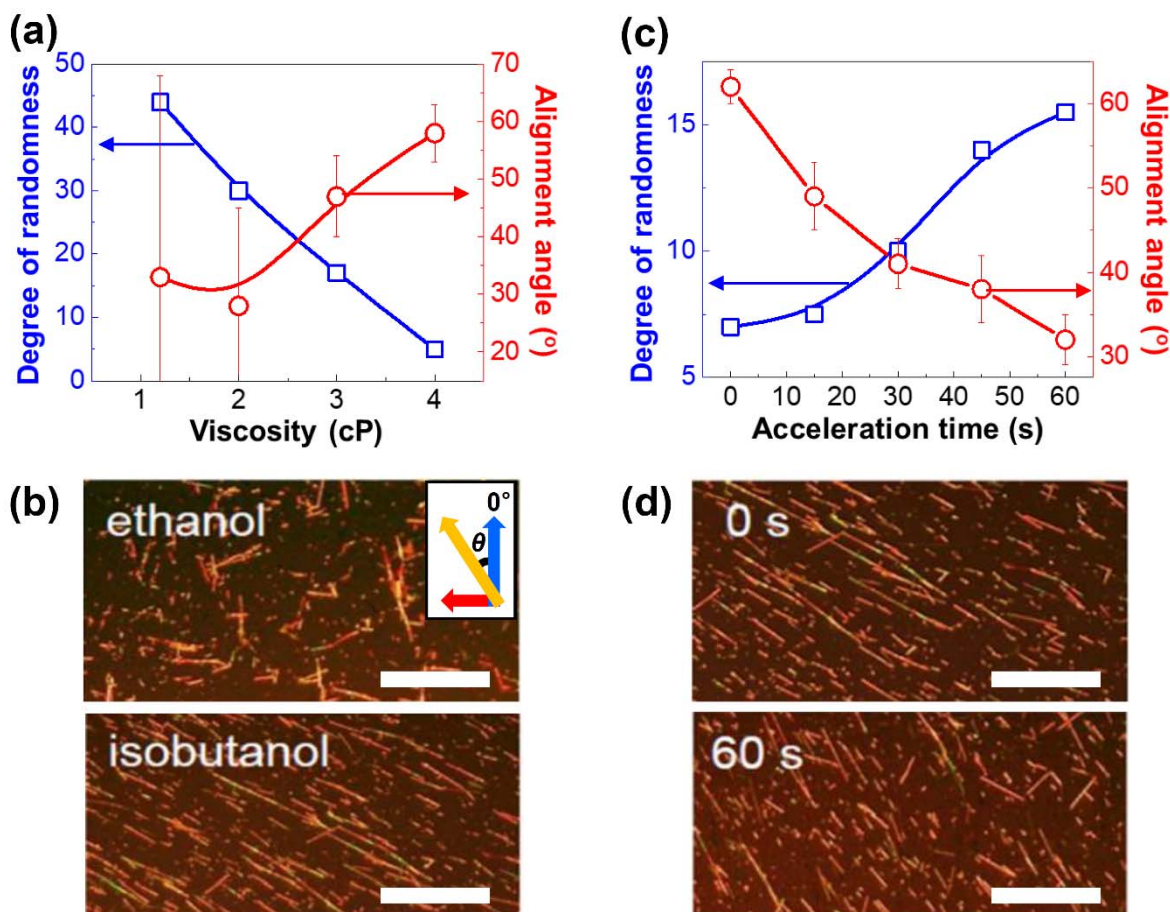 (a)
Degree of randomness
50
40
30
20
10
0
1
2
3
4
Viscosity (cP)
70
60
50
40
30
20
Alignment angle (º)
(c)
Degree of randomness
15
10
5
0
10
20
30
40
50
60
Acceleration time (s)
60
50
40
30
Alignment angle (º)
(b)
ethanol
0°
θ
isobutanol
(d)
0 s
60 s